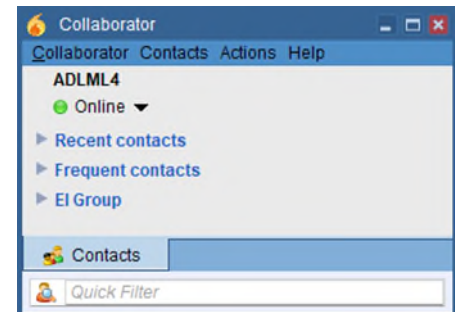 Collaborator
Collaborator Contacts Actions Help
ADLML4
Online
Recent contacts
Frequent contacts
EI Group
Contacts
Quick Filter